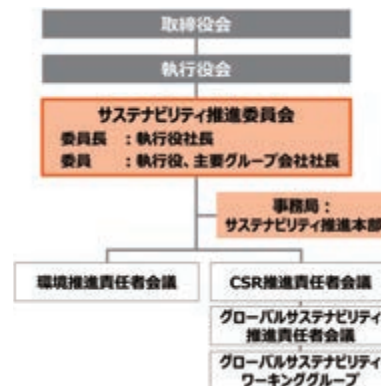 取締役会
執行役会
サステナビリティ推進委員会
委員長 ：執行役社長
委員 ：執行役、主要グループ会社社長
事務局：
サステナビリティ推進本部
環境推進責任者会議
CSR推進責任者会議
グローバルサステナビリティ
推進責任者会議
グローバルサステナビリティ
ワーキンググループ